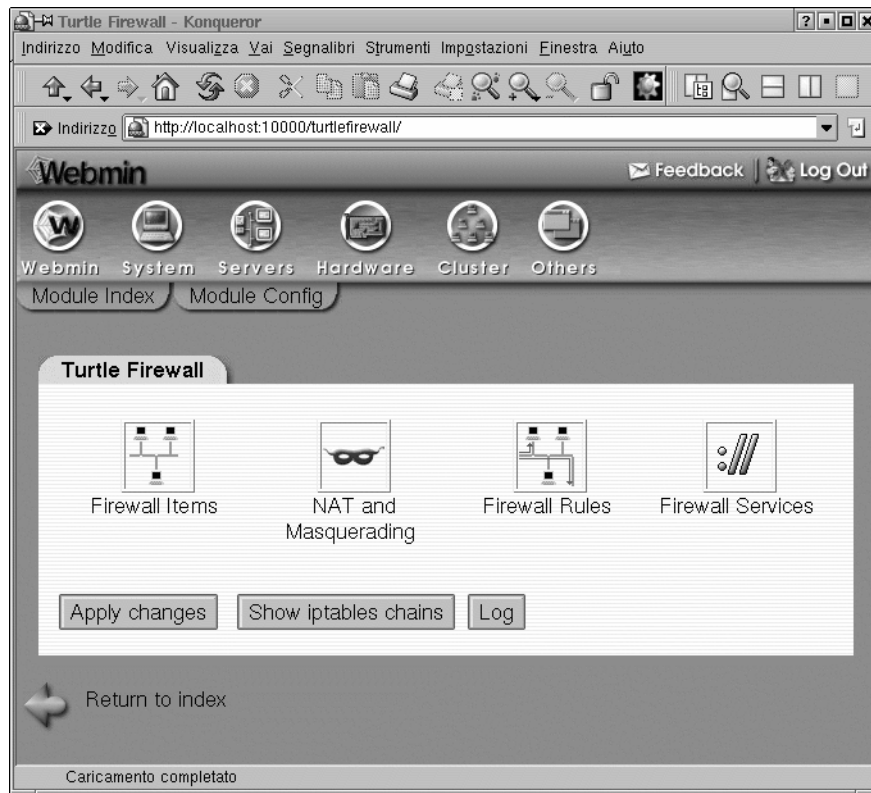 Turtle Firewall - Konqueror
Indirizzo Modifica Visualizza Vai Segnalibri Strumenti Impostazioni Finestra Aiuto
Indirizzo http://localhost:10000/turtlefirewall/
Webmin Feedback Log Out
Webmin System Servers Hardware Cluster Others
Module Index Module Config
Turtle Firewall
Firewall Items NAT and Masquerading Firewall Rules Firewall Services
Apply changes Show iptables chains Log
Return to index
Caricamento completato